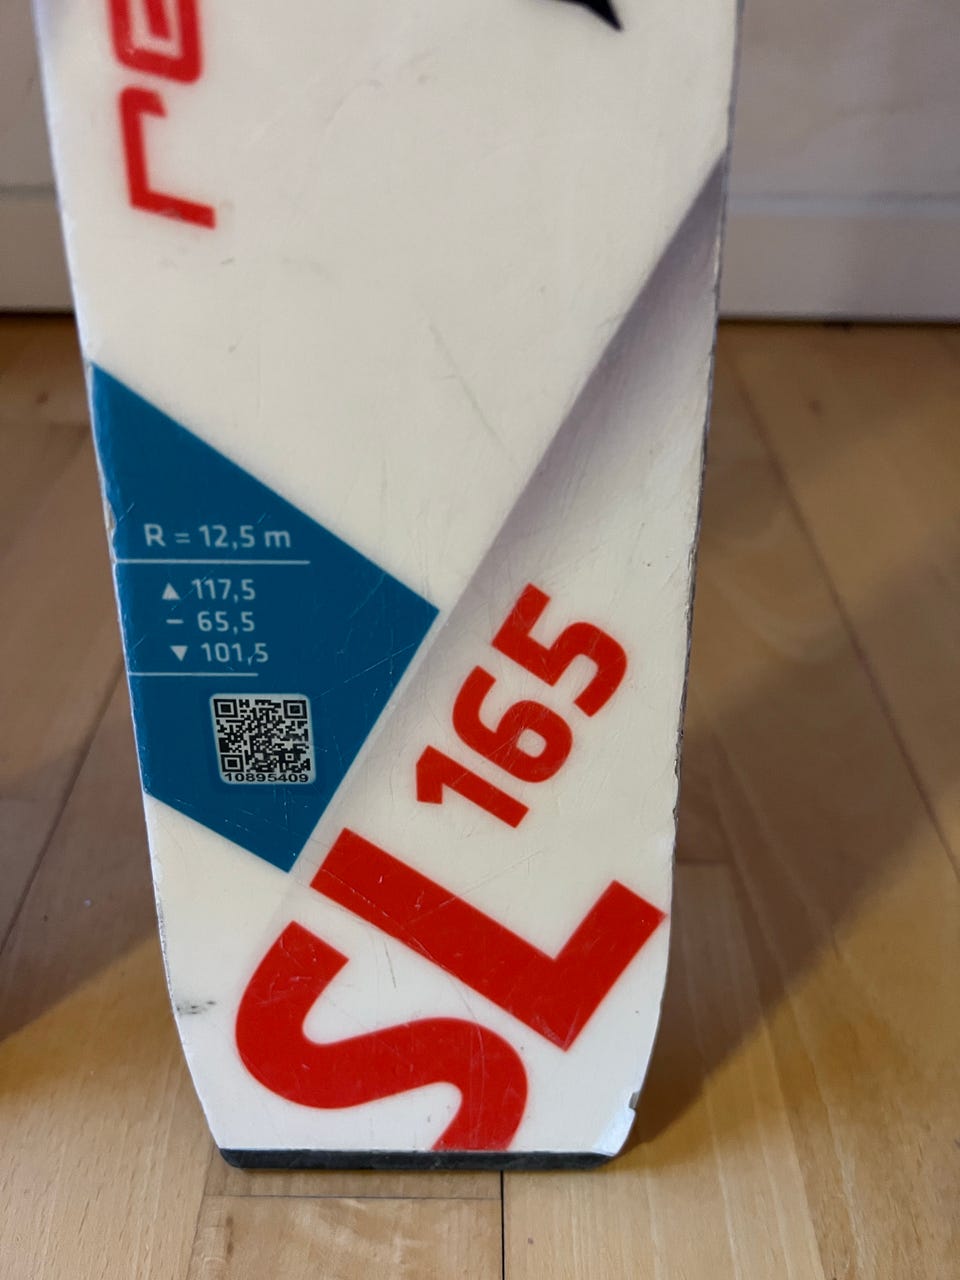 R = 12,5 m
▲ 117,5
– 65,5
▼ 101,5
10895409
SL 165